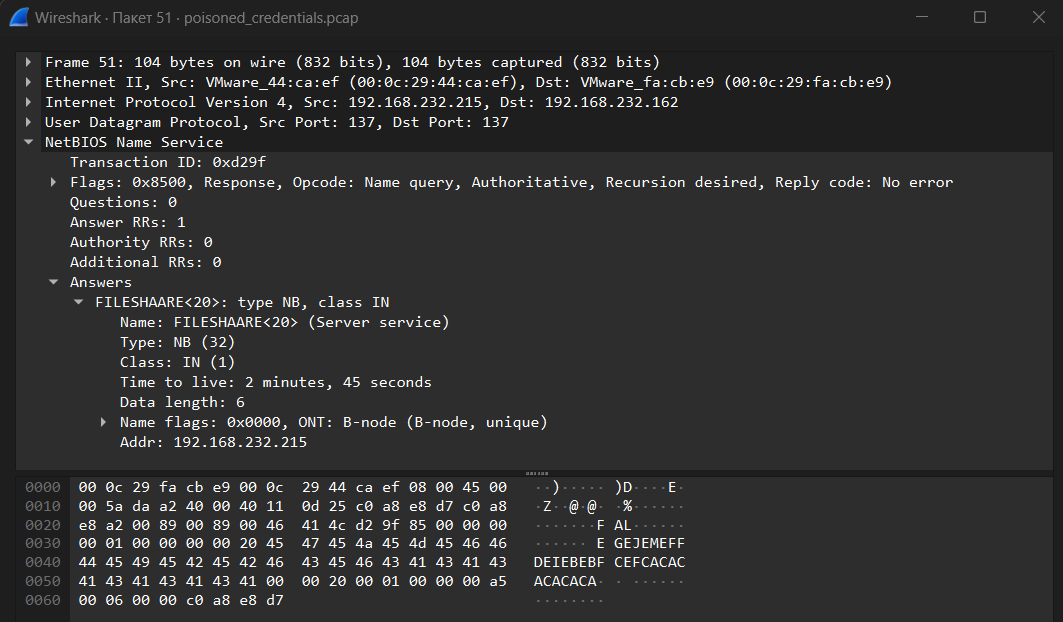 Wireshark · Пакет 51 · poisoned_credentials.pcap
Frame 51: 104 bytes on wire (832 bits), 104 bytes captured (832 bits)
Ethernet II, Src: VMware_44:ca:ef (00:0c:29:44:ca:ef), Dst: VMware_fa:cb:e9 (00:0c:29:fa:cb:e9)
Internet Protocol Version 4, Src: 192.168.232.215, Dst: 192.168.232.162
User Datagram Protocol, Src Port: 137, Dst Port: 137
NetBIOS Name Service
Transaction ID: 0xd29f
Flags: 0x8500, Response, Opcode: Name query, Authoritative, Recursion desired, Reply code: No error
Questions: 0
Answer RRs: 1
Authority RRs: 0
Additional RRs: 0
Answers
FILESHAARE<20>: type NB, class IN
Name: FILESHAARE<20> (Server service)
Type: NB (32)
Class: IN (1)
Time to live: 2 minutes, 45 seconds
Data length: 6
Name flags: 0x0000, ONT: B-node (B-node, unique)
Addr: 192.168.232.215
0000 00 0c 29 fa cb e9 00 0c 29 44 ca ef 08 00 45 00 ··)····· )D····E·
0010 00 5a da a2 40 00 40 11 0d 25 c0 a8 e8 d7 c0 a8 ·Z··@·@· ·%······
0020 e8 a2 00 89 00 89 00 46 41 4c d2 9f 85 00 00 00 ·······F AL······
0030 00 01 00 00 00 00 20 45 47 45 4a 45 4d 45 46 46 ······ E GEJEMEFF
0040 44 45 49 45 42 45 42 46 43 45 46 43 41 43 41 43 DEIEBEBF CEFCACAC
0050 41 43 41 43 41 43 41 00 00 20 00 01 00 00 00 a5 ACACACA· · ······
0060 00 06 00 00 c0 a8 e8 d7 ········